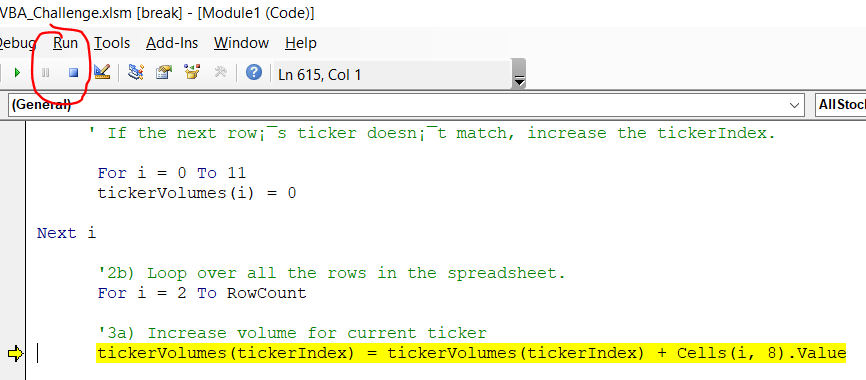 VBA_Challenge.xlsm [break] - [Module1 (Code)]
Debug Run Tools Add-Ins Window Help
Ln 615, Col 1
(General)
AllStoc
' If the next row¡¯s ticker doesn¡¯t match, increase the tickerIndex.
For i = 0 To 11
tickerVolumes(i) = 0
Next i
'2b) Loop over all the rows in the spreadsheet.
For i = 2 To RowCount
'3a) Increase volume for current ticker
tickerVolumes(tickerIndex) = tickerVolumes(tickerIndex) + Cells(i, 8).Value